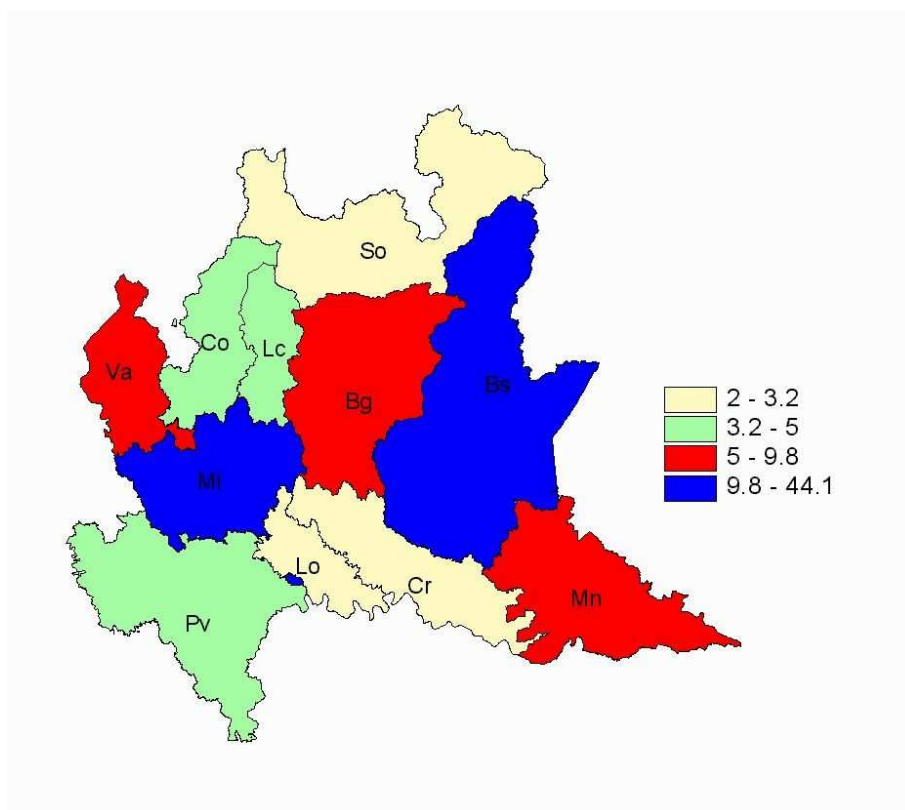 So
Co
Lc
Va
Bg
Bs
Mi
Lo
Cr
Mn
Pv
2 - 3.2
3.2 - 5
5 - 9.8
9.8 - 44.1